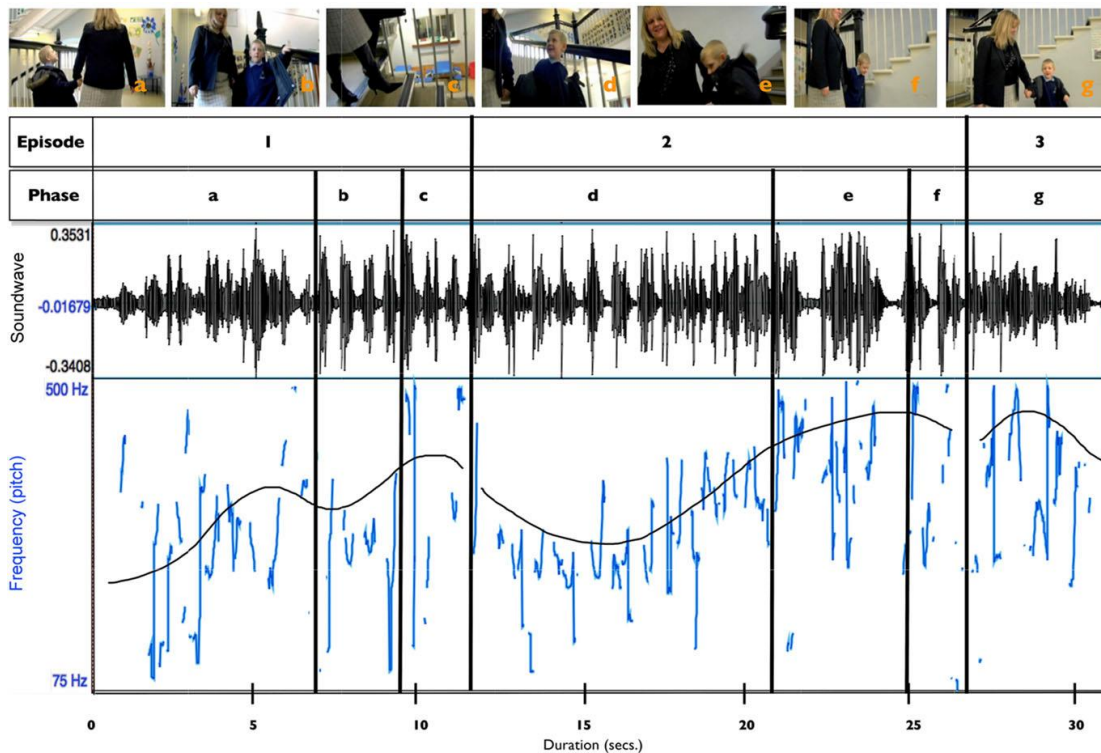 a b c d e f g
Episode 1 2 3
Phase a b c d e f g
0.3531
Soundwave
-0.01679
-0.3408
500 Hz
Frequency (pitch)
75 Hz
0 5 10 15 20 25 30
Duration (secs.)